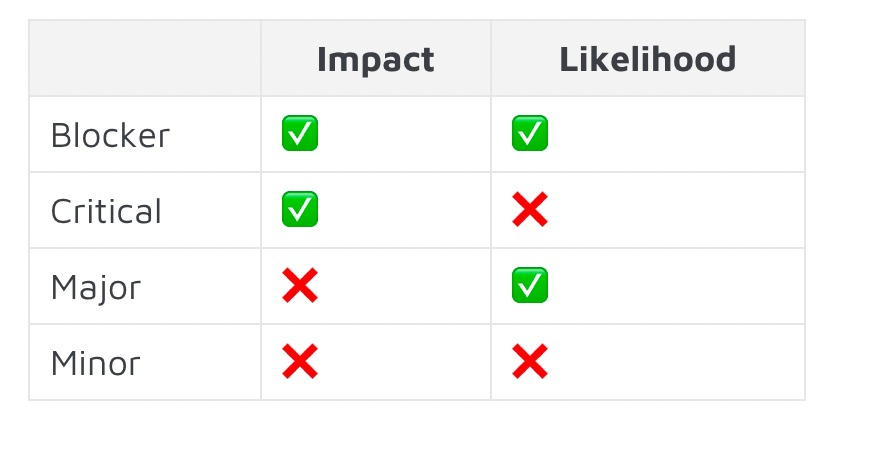 Impact Likelihood
Blocker ✅ ✅
Critical ✅ ❌
Major ❌ ✅
Minor ❌ ❌